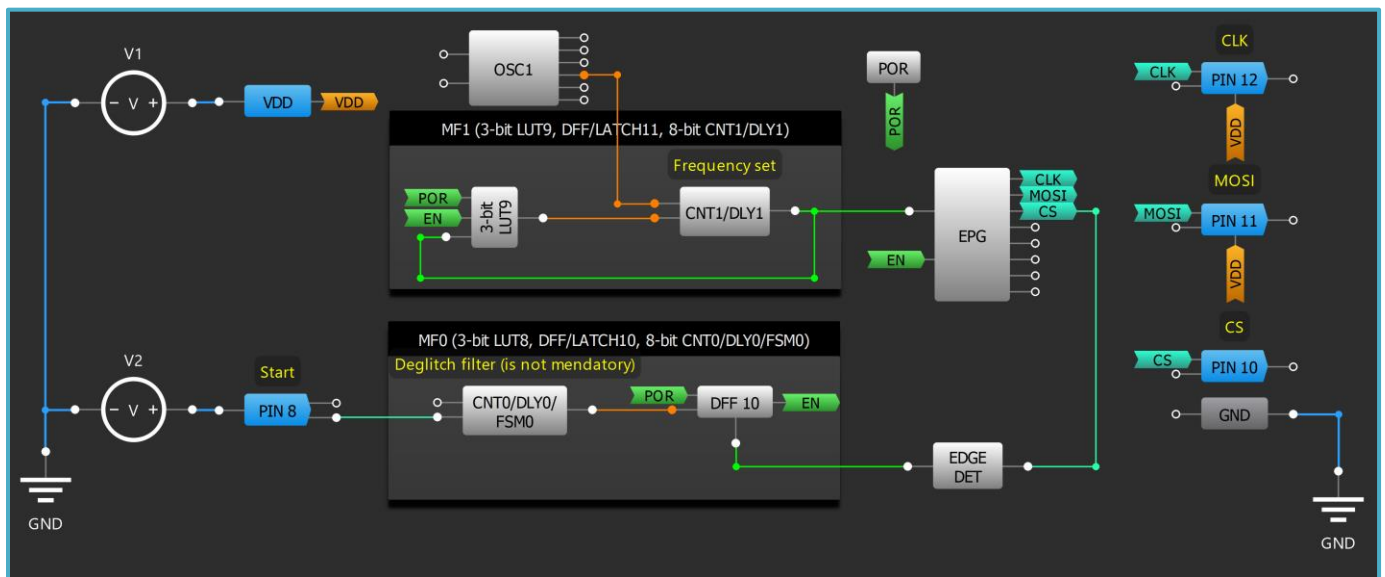 V1
− V +
VDD
VDD
OSC1
POR
POR
CLK
CLK
PIN 12
VDD
MF1 (3-bit LUT9, DFF/LATCH11, 8-bit CNT1/DLY1)
Frequency set
POR
EN
3-bit
LUT9
CNT1/DLY1
EPG
CLK
MOSI
CS
EN
MOSI
MOSI
PIN 11
VDD
MF0 (3-bit LUT8, DFF/LATCH10, 8-bit CNT0/DLY0/FSM0)
Deglitch filter (is not mendatory)
V2
− V +
Start
PIN 8
CNT0/DLY0/
FSM0
POR
DFF 10
EN
EDGE
DET
CS
CS
PIN 10
GND
GND
GND